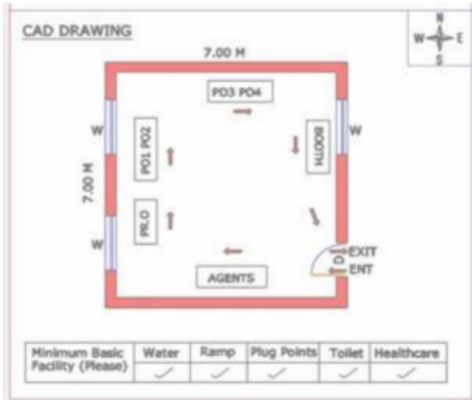 CAD DRAWING
N
W E
S
7.00 M
PO3 PO4
W
PO1 PO2
BOOTH
W
7.00 M
PR.O
W
EXIT
D
ENT
AGENTS
Minimum Basic Facility (Please) Water Ramp Plug Points Toilet Healthcare